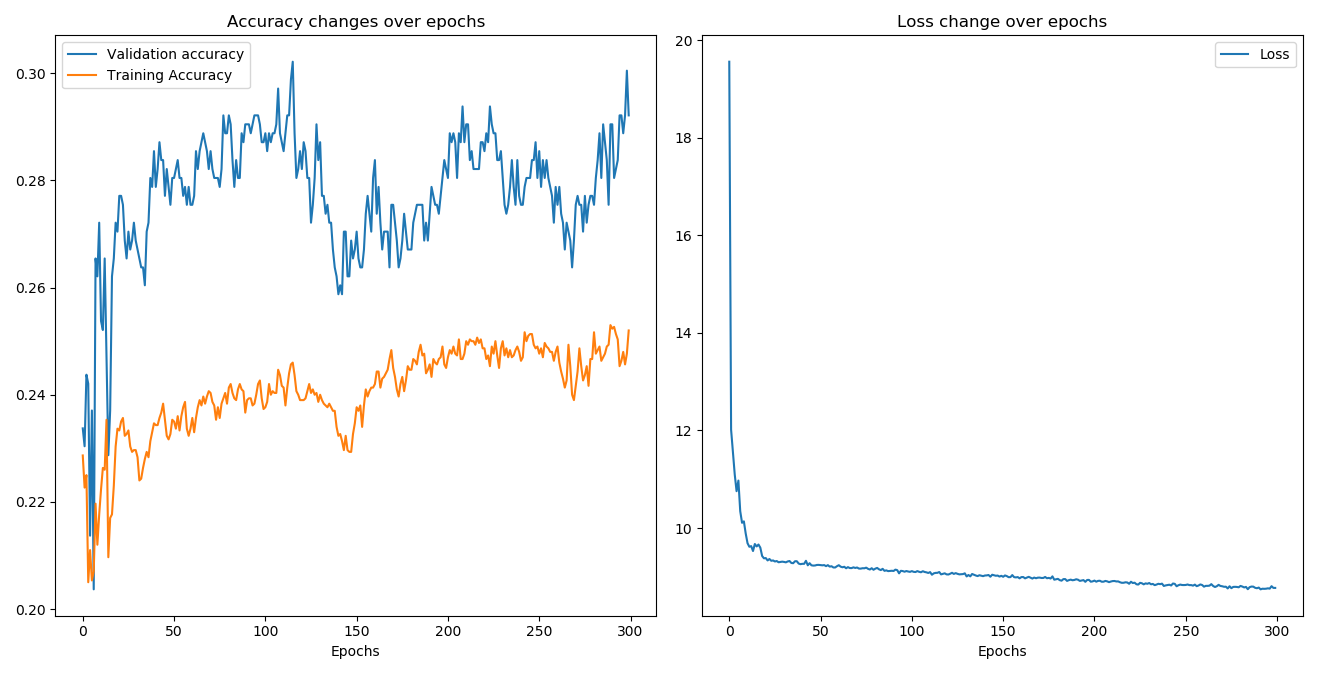 Accuracy changes over epochs
Validation accuracy
Training Accuracy
0.30
0.28
0.26
0.24
0.22
0.20
0 50 100 150 200 250 300
Epochs
Loss change over epochs
Loss
20
18
16
14
12
10
0 50 100 150 200 250 300
Epochs